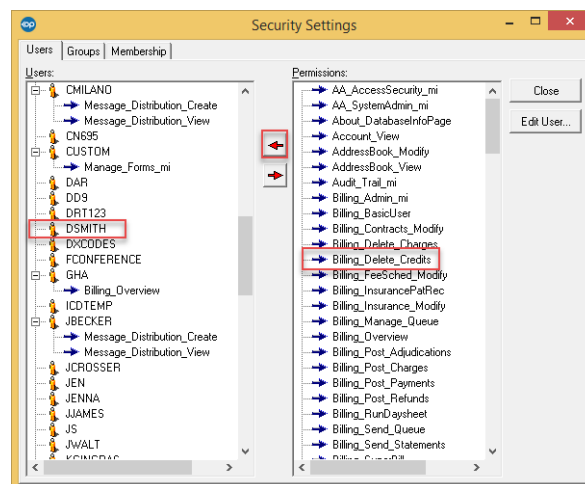 op
Security Settings
Users Groups Membership
Users:
CMILANO
Message_Distribution_Create
Message_Distribution_View
CN695
CUSTOM
Manage_Forms_mi
DAR
DD9
DRT123
DSMITH
DXCODES
FCONFERENCE
GHA
Billing_Overview
ICDTEMP
JBECKER
Message_Distribution_Create
Message_Distribution_View
JCROSSER
JEN
JENNA
JJAMES
JS
JWALT
KGINGRAS
Permissions:
AA_AccessSecurity_mi
AA_SystemAdmin_mi
About_DatabaseInfoPage
Account_View
AddressBook_Modify
AddressBook_View
Audit_Trail_mi
Billing_Admin_mi
Billing_BasicUser
Billing_Contracts_Modify
Billing_Delete_Charges
Billing_Delete_Credits
Billing_FeeSched_Modify
Billing_InsurancePatRec
Billing_Insurance_Modify
Billing_Manage_Queue
Billing_Overview
Billing_Post_Adjudications
Billing_Post_Charges
Billing_Post_Payments
Billing_Post_Refunds
Billing_RunDaysheet
Billing_Send_Queue
Billing_Send_Statements
Billing_SuperBill
Close
Edit User...